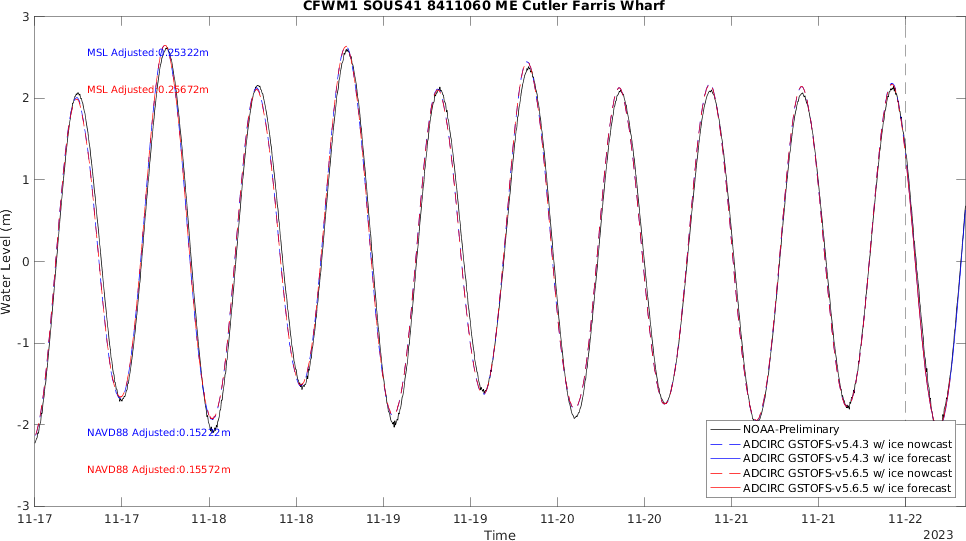 CFWM1 SOUS41 8411060 ME Cutler Farris Wharf
3
2
1
0
-1
-2
-3
Water Level (m)
MSL Adjusted:0.25322m
MSL Adjusted:0.25672m
NAVD88 Adjusted:0.15222m
NAVD88 Adjusted:0.15572m
NOAA-Preliminary
ADCIRC GSTOFS-v5.4.3 w/ ice nowcast
ADCIRC GSTOFS-v5.4.3 w/ ice forecast
ADCIRC GSTOFS-v5.6.5 w/ ice nowcast
ADCIRC GSTOFS-v5.6.5 w/ ice forecast
11-17 11-17 11-18 11-18 11-19 11-19 11-20 11-20 11-21 11-21 11-22
Time
2023